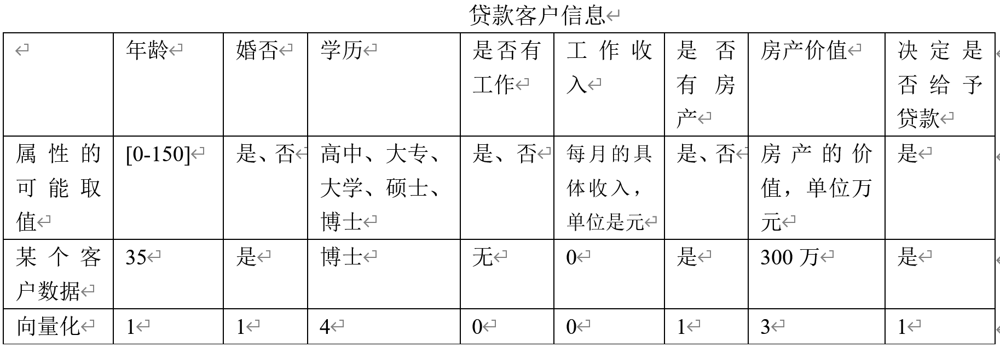 贷款客户信息
年龄 婚否 学历 是否有工作 工作收入 是否有房产 房产价值 决定是否给予贷款
属性的可能取值 [0-150] 是、否 高中、大专、大学、硕士、博士 是、否 每月的具体收入，单位是元 是、否 房产的价值，单位万元 是
某个客户数据 35 是 博士 无 0 是 300万 是
向量化 1 1 4 0 0 1 3 1